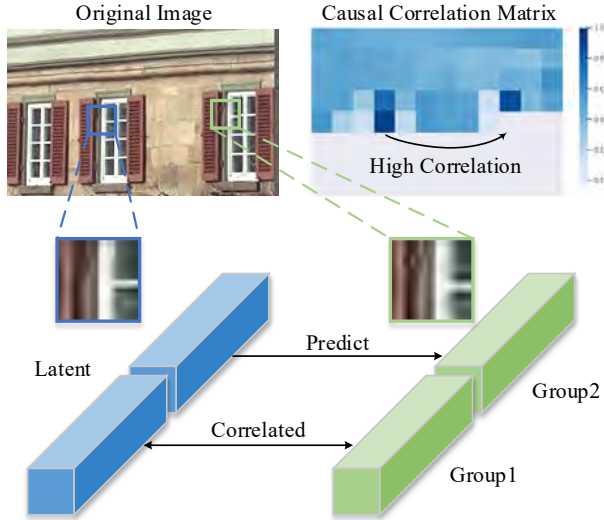 Original Image
Causal Correlation Matrix
High Correlation
Latent
Predict
Group2
Correlated
Group1